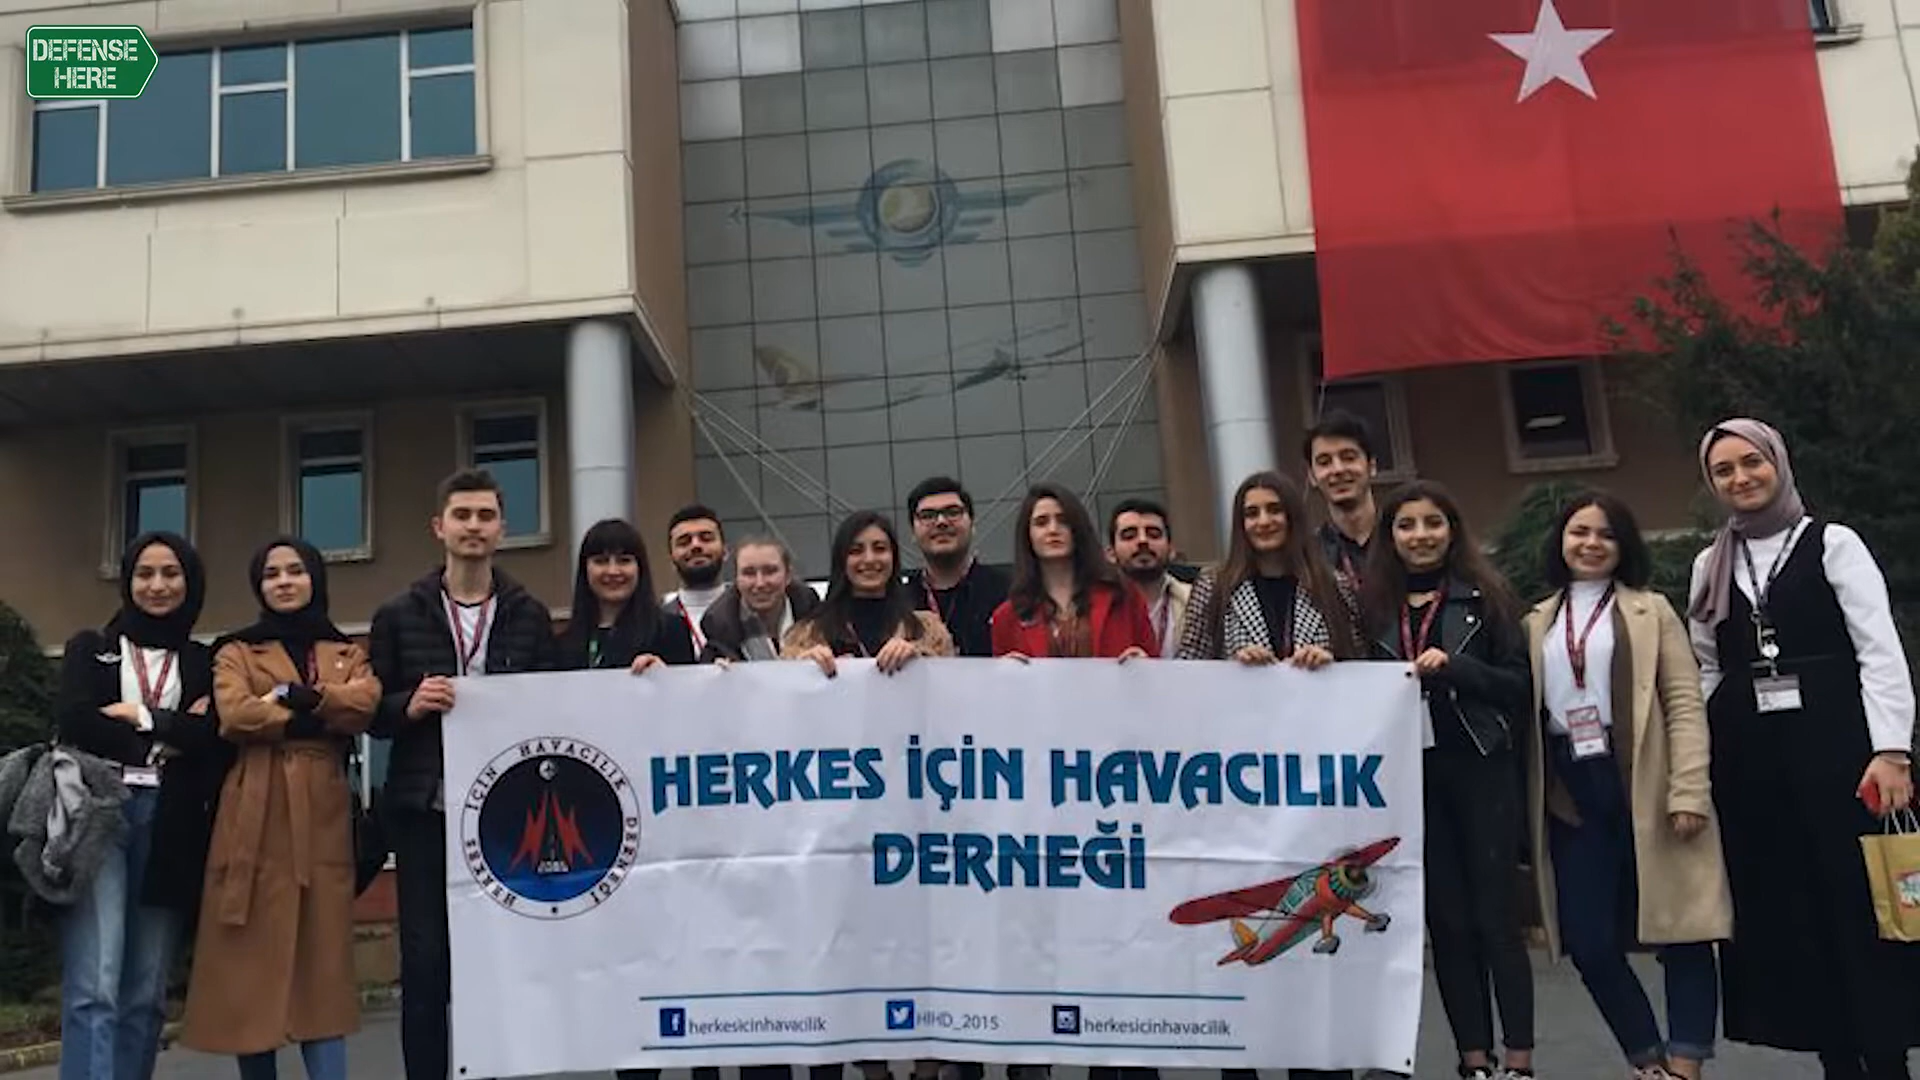 DEFENSE
HERE
HERKES İÇİN HAVACILIK
DERNEĞİ
HERKES İÇİN HAVACILIK DERNEĞİ
herkesicinhavacilik
HIHD_2015
herkesicinhavacilik